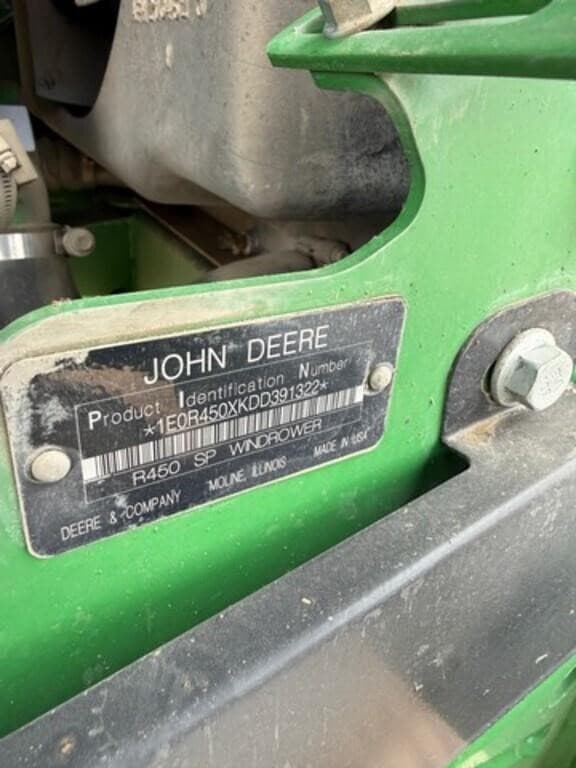 JOHN DEERE
Product Identification Number
*1E0R450XKDD391322*
R450 SP WINDROWER
DEERE & COMPANY MOLINE, ILLINOIS MADE IN USA